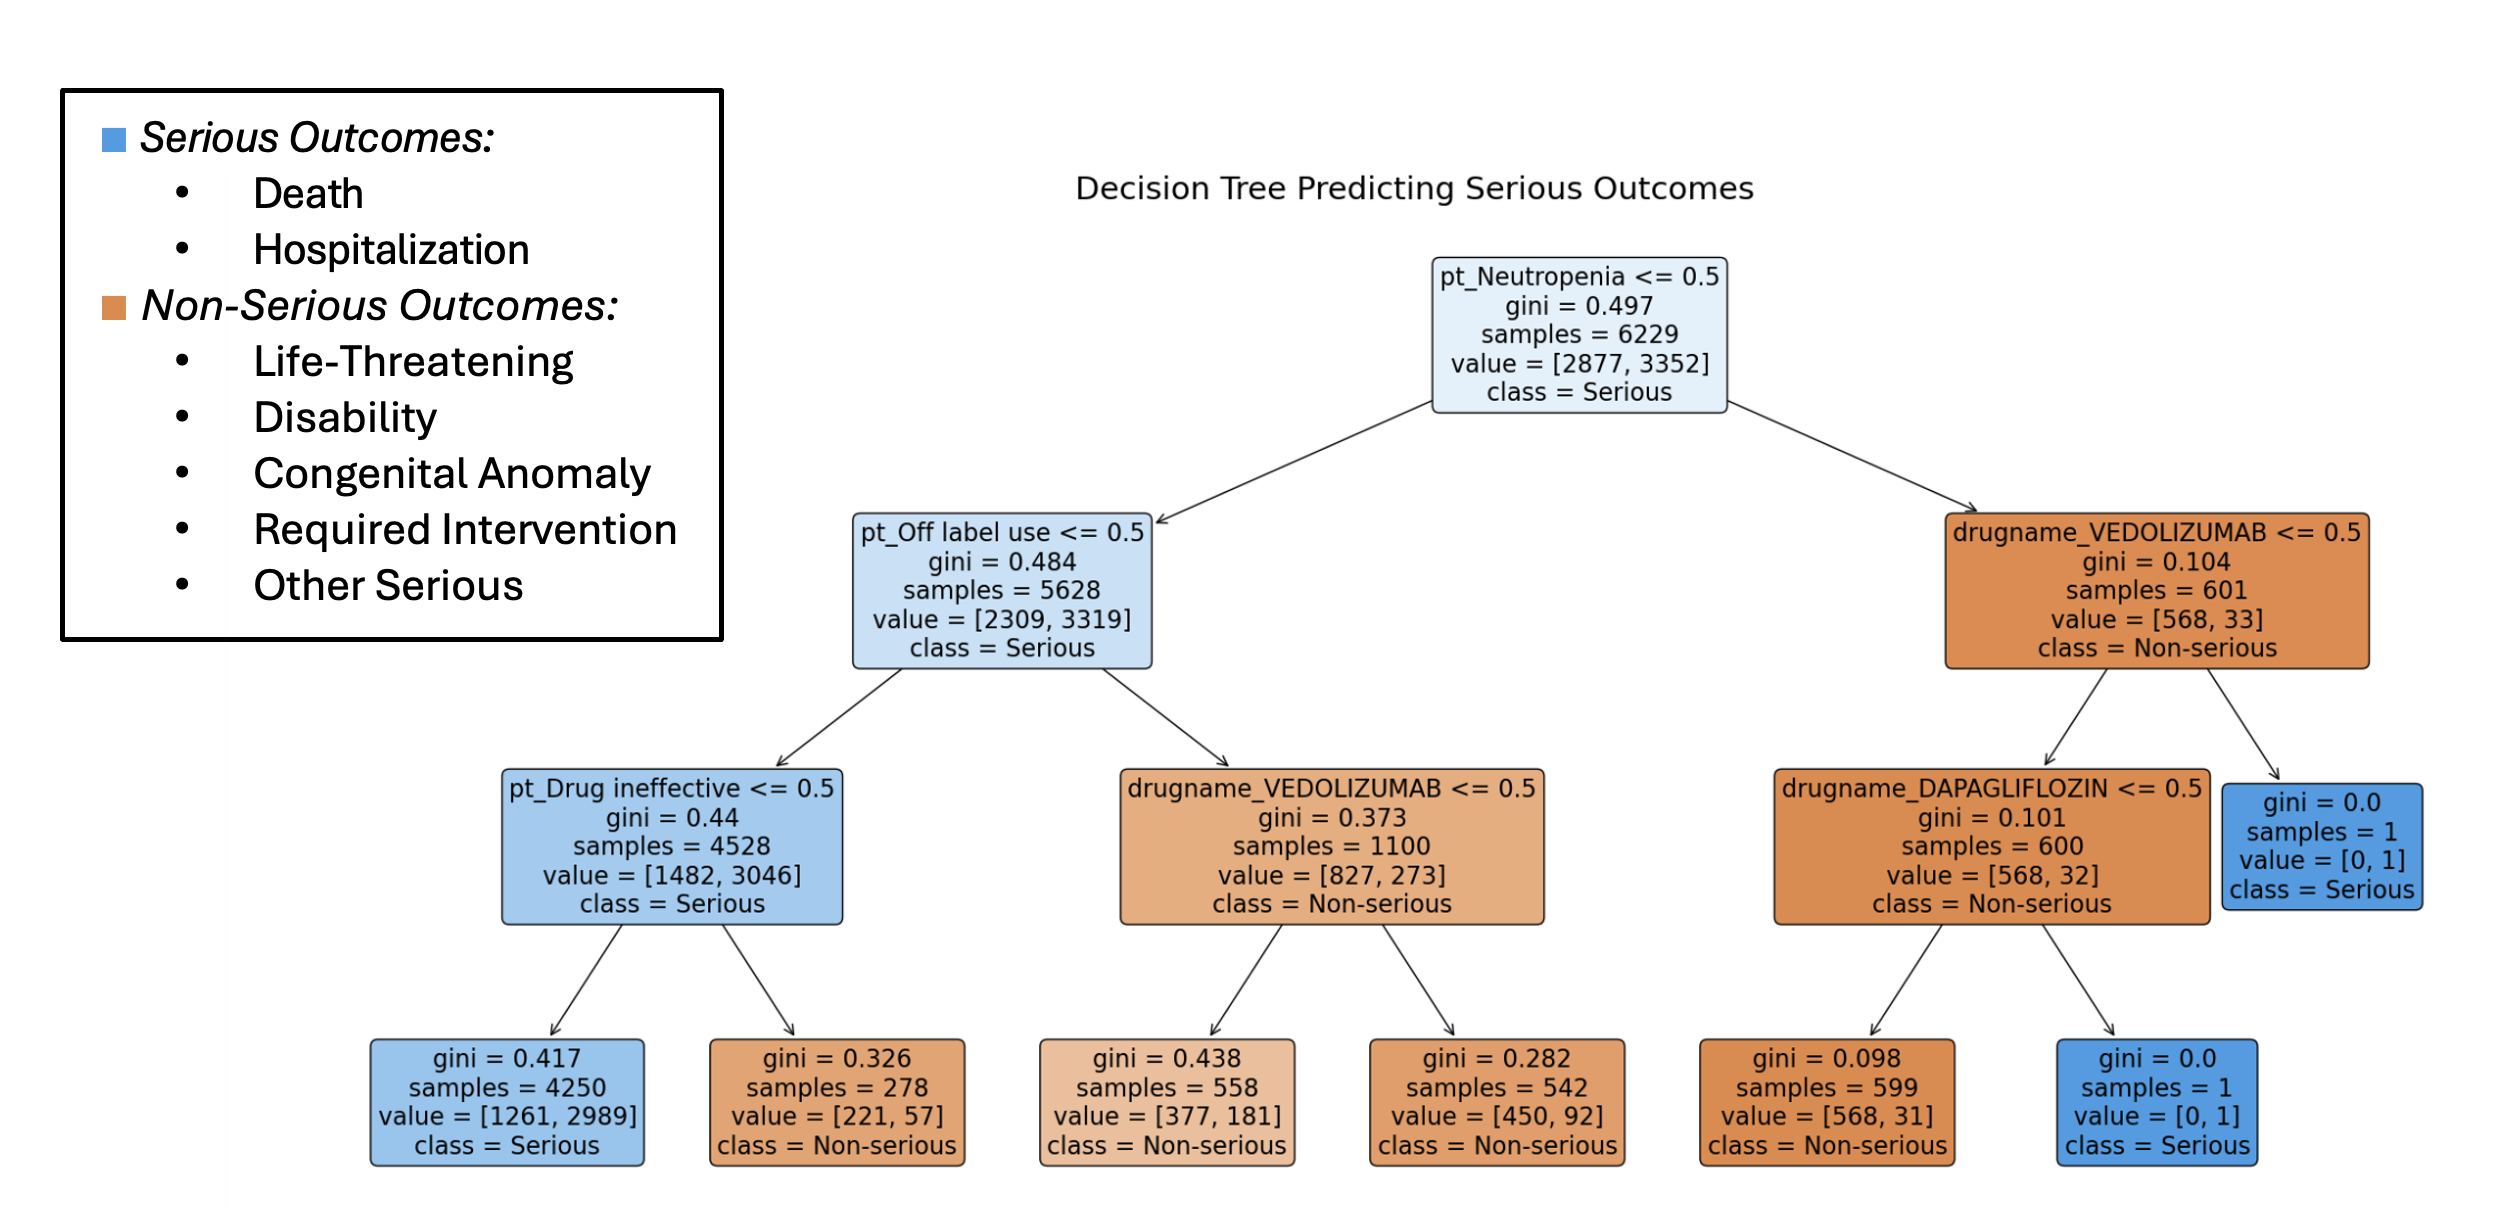 Serious Outcomes:
• Death
• Hospitalization
Non-Serious Outcomes:
• Life-Threatening
• Disability
• Congenital Anomaly
• Required Intervention
• Other Serious
Decision Tree Predicting Serious Outcomes
pt_Neutropenia <= 0.5
gini = 0.497
samples = 6229
value = [2877, 3352]
class = Serious
pt_Off label use <= 0.5
gini = 0.484
samples = 5628
value = [2309, 3319]
class = Serious
drugname_VEDOLIZUMAB <= 0.5
gini = 0.104
samples = 601
value = [568, 33]
class = Non-serious
pt_Drug ineffective <= 0.5
gini = 0.44
samples = 4528
value = [1482, 3046]
class = Serious
drugname_VEDOLIZUMAB <= 0.5
gini = 0.373
samples = 1100
value = [827, 273]
class = Non-serious
drugname_DAPAGLIFLOZIN <= 0.5
gini = 0.101
samples = 600
value = [568, 32]
class = Non-serious
gini = 0.0
samples = 1
value = [0, 1]
class = Serious
gini = 0.417
samples = 4250
value = [1261, 2989]
class = Serious
gini = 0.326
samples = 278
value = [221, 57]
class = Non-serious
gini = 0.438
samples = 558
value = [377, 181]
class = Non-serious
gini = 0.282
samples = 542
value = [450, 92]
class = Non-serious
gini = 0.098
samples = 599
value = [568, 31]
class = Non-serious
gini = 0.0
samples = 1
value = [0, 1]
class = Serious